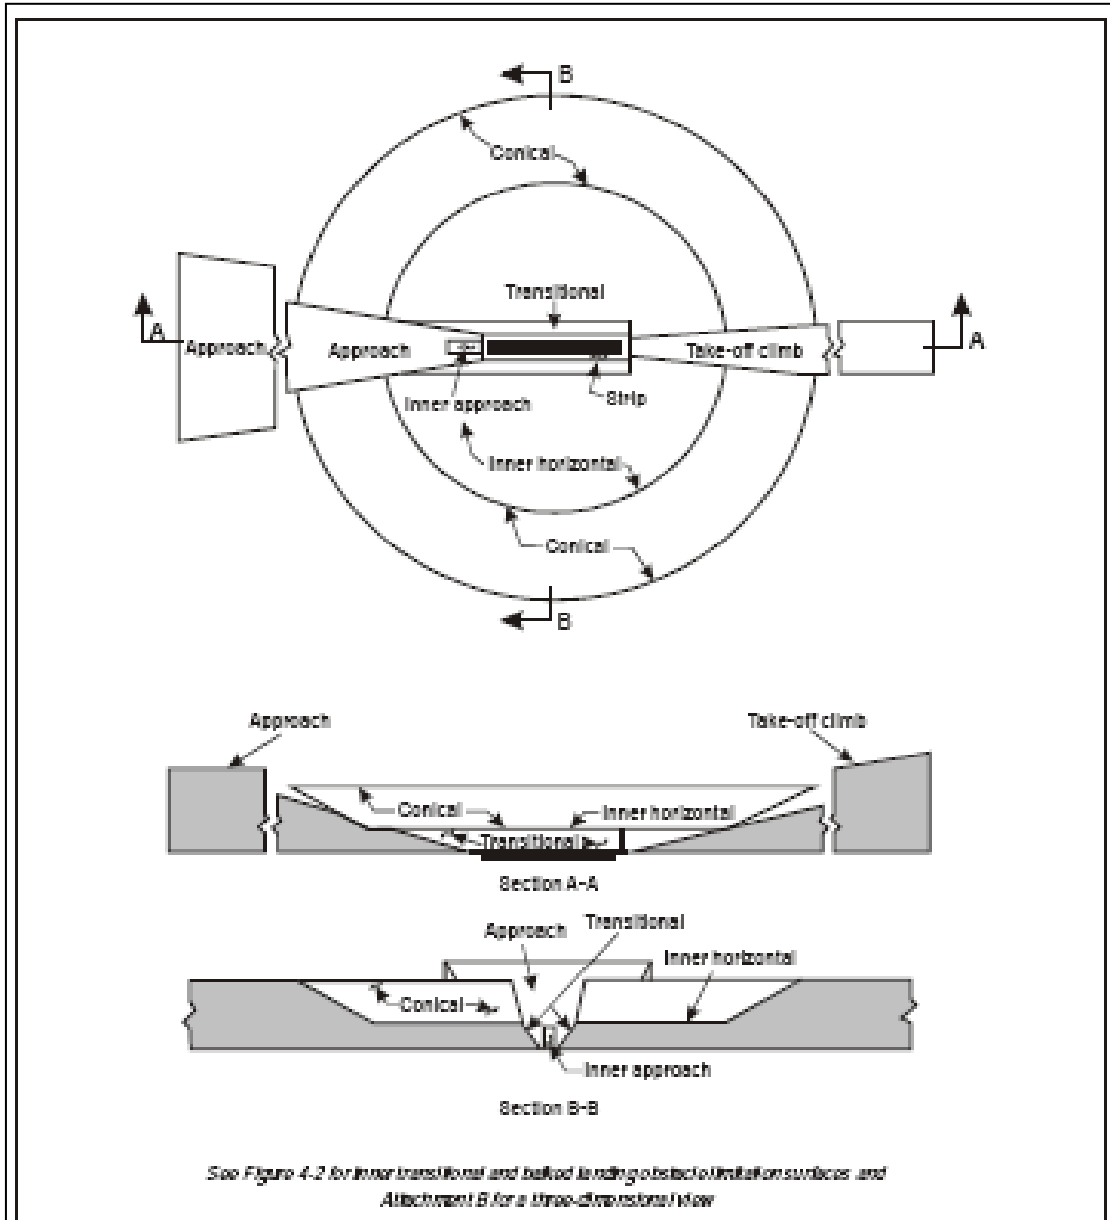 B
Conical
Transitional
A
Approach
Approach
Take-off climb
A
Inner approach
Strip
Inner horizontal
Conical
B
Approach
Take-off climb
Conical
Inner horizontal
Transitional
Section A-A
Transitional
Approach
Inner horizontal
Conical
Inner approach
Section B-B
See Figure 4-2 for inner transitional and balked landing obstacle limitation surfaces and
Attachment B for a three-dimensional view